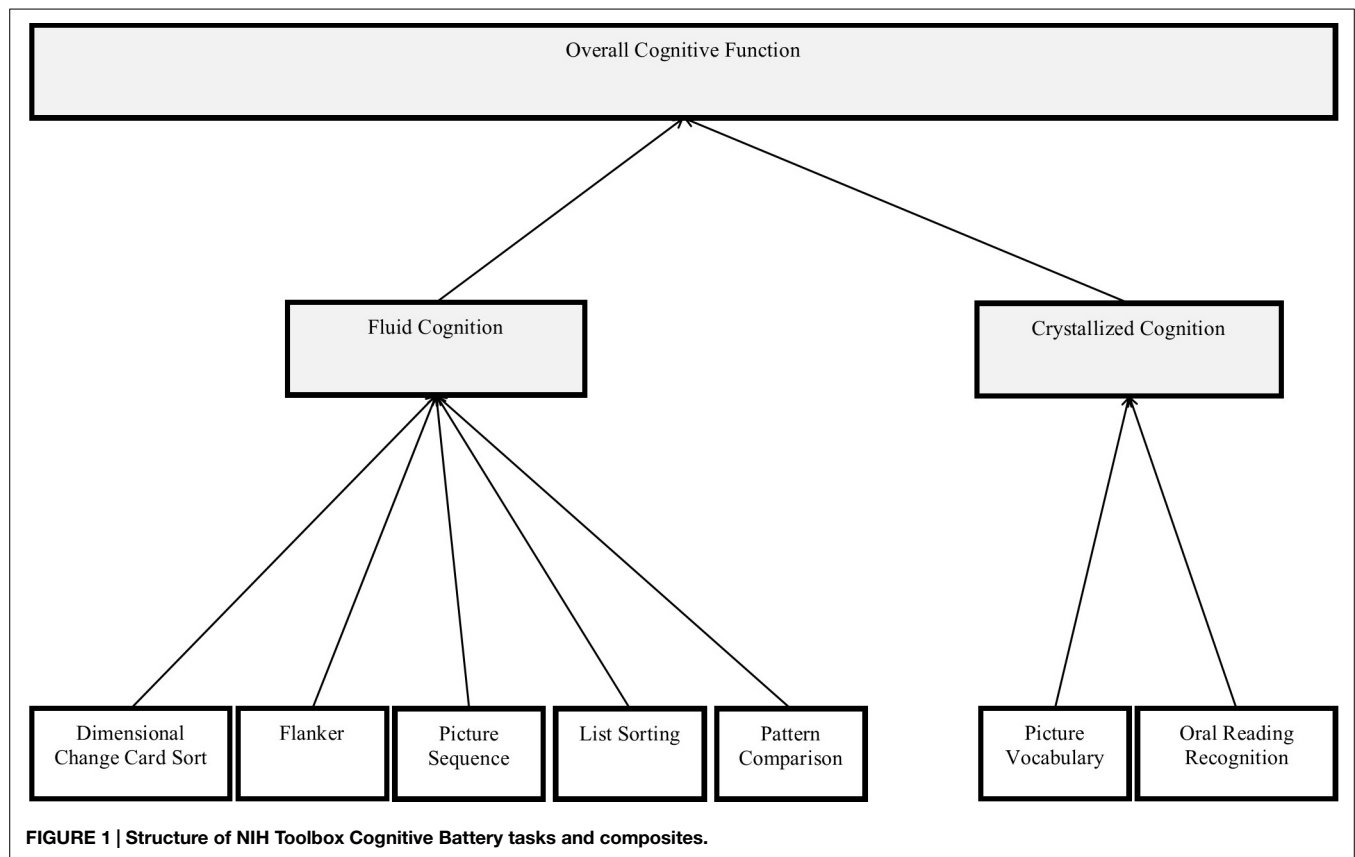 Overall Cognitive Function
Fluid Cognition
Crystallized Cognition
Dimensional
Change Card Sort
Flanker
Picture
Sequence
List Sorting
Pattern
Comparison
Picture
Vocabulary
Oral Reading
Recognition
FIGURE 1 | Structure of NIH Toolbox Cognitive Battery tasks and composites.